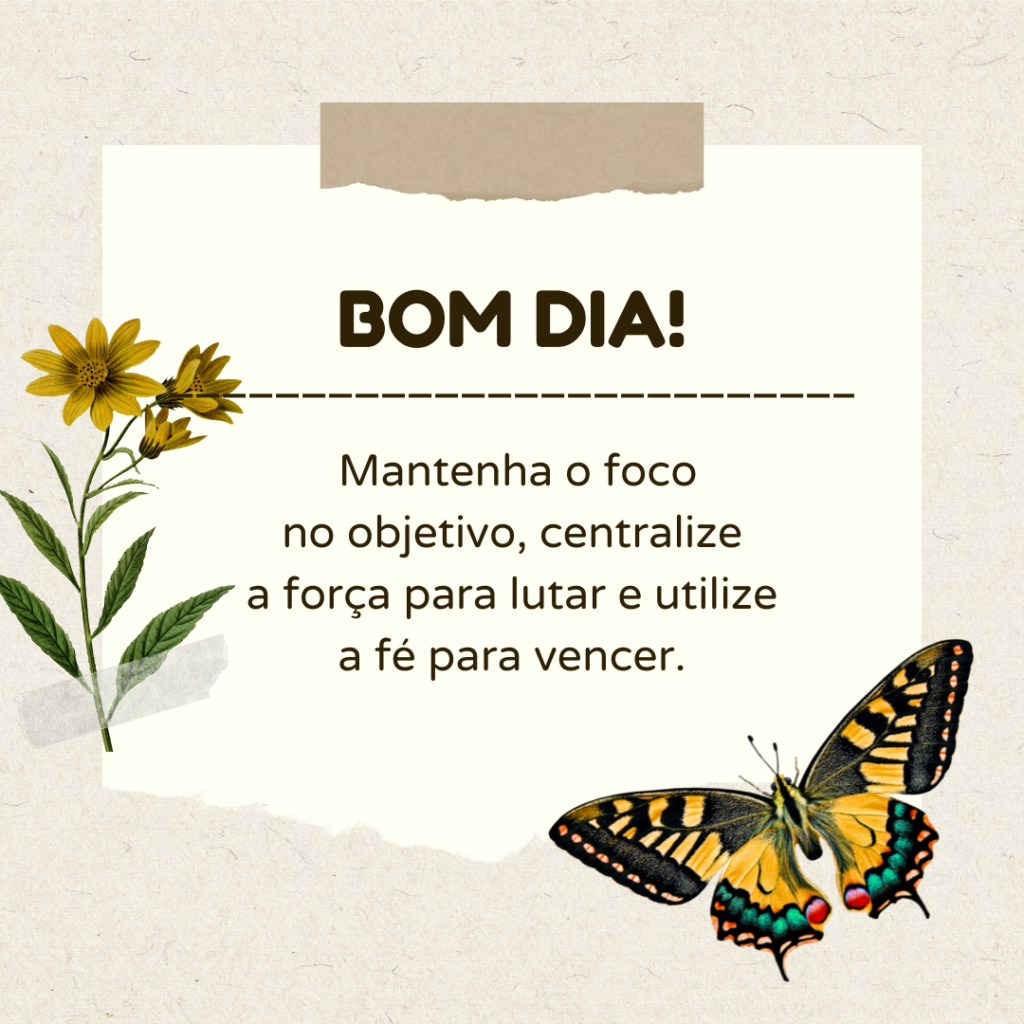 BOM DIA!
Mantenha o foco
no objetivo, centralize
a força para lutar e utilize
a fé para vencer.